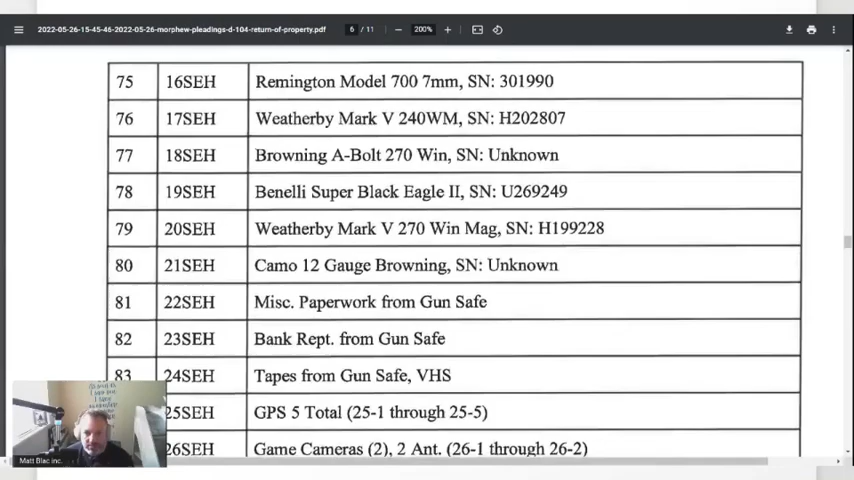 2022-05-26-15-45-46-2022-05-26-morphew-pleadings-d-104-return-of-property.pdf 6 / 11 — 200% +
75 16SEH Remington Model 700 7mm, SN: 301990
76 17SEH Weatherby Mark V 240WM, SN: H202807
77 18SEH Browning A-Bolt 270 Win, SN: Unknown
78 19SEH Benelli Super Black Eagle II, SN: U269249
79 20SEH Weatherby Mark V 270 Win Mag, SN: H199228
80 21SEH Camo 12 Gauge Browning, SN: Unknown
81 22SEH Misc. Paperwork from Gun Safe
82 23SEH Bank Rept. from Gun Safe
83 24SEH Tapes from Gun Safe, VHS
25SEH GPS 5 Total (25-1 through 25-5)
26SEH Game Cameras (2), 2 Ant. (26-1 through 26-2)
Matt Blac inc.